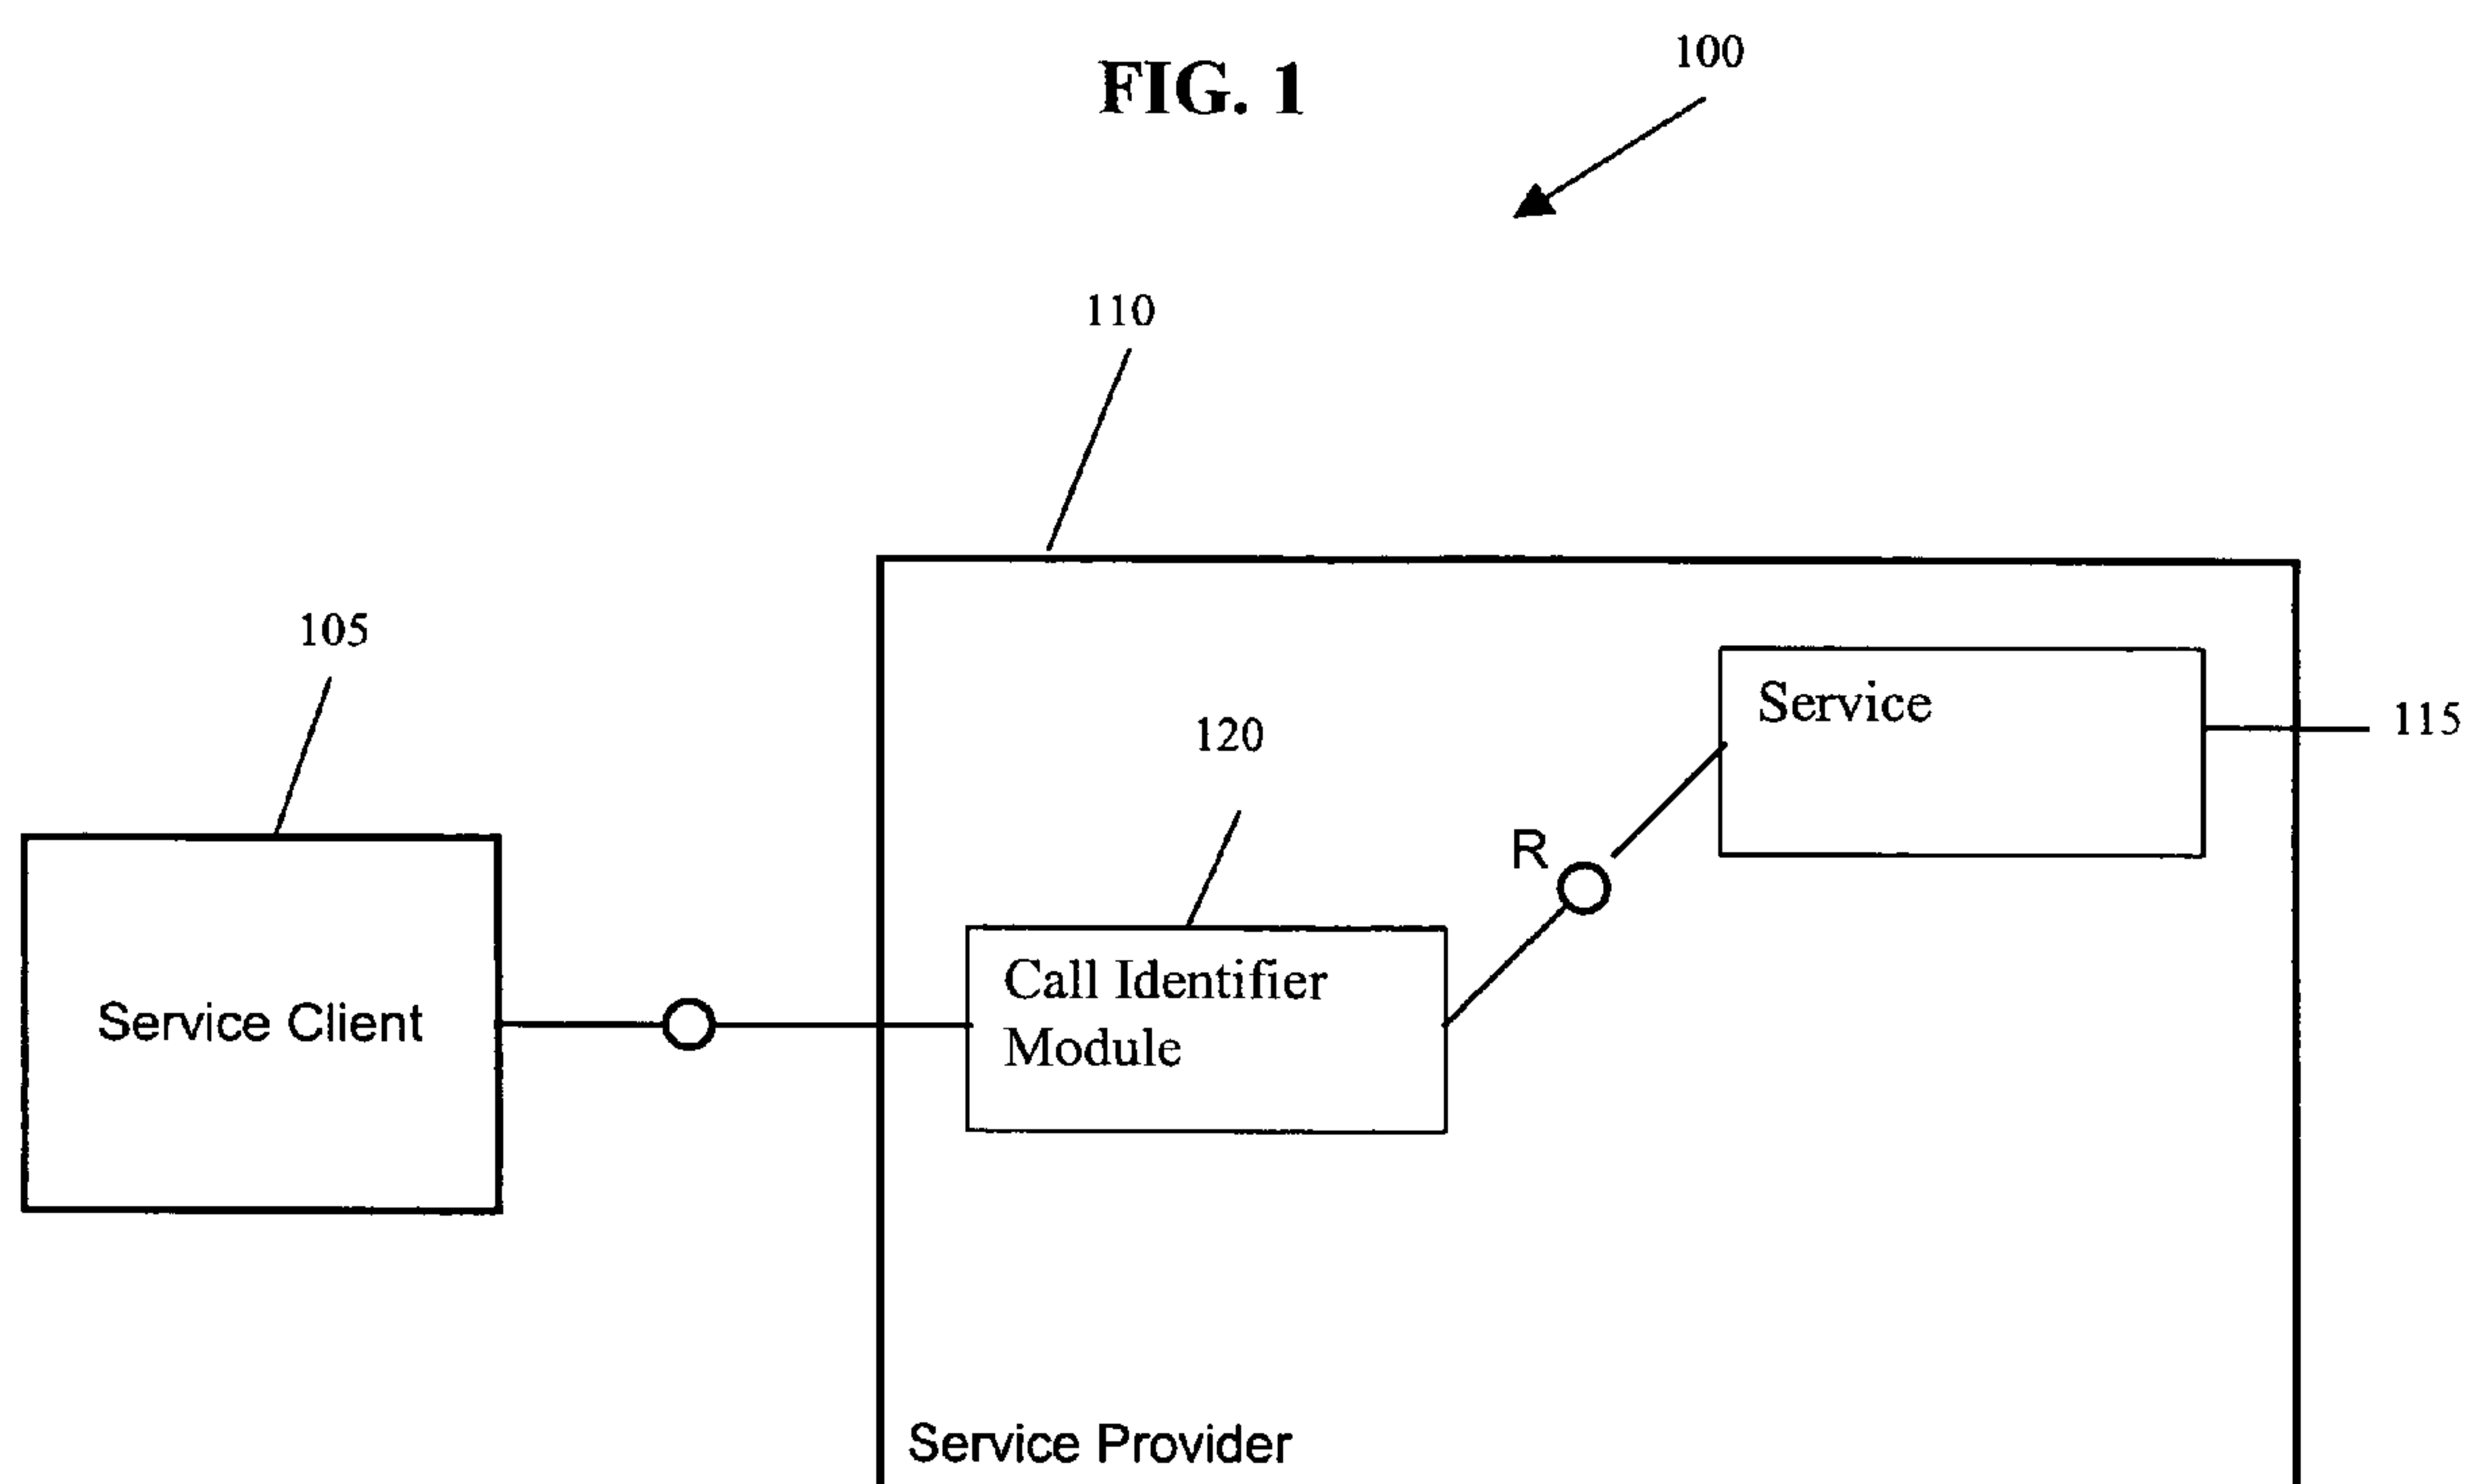 FIG. 1
100
110
105
120
Service
115
R
Call Identifier
Module
Service Client
Service Provider